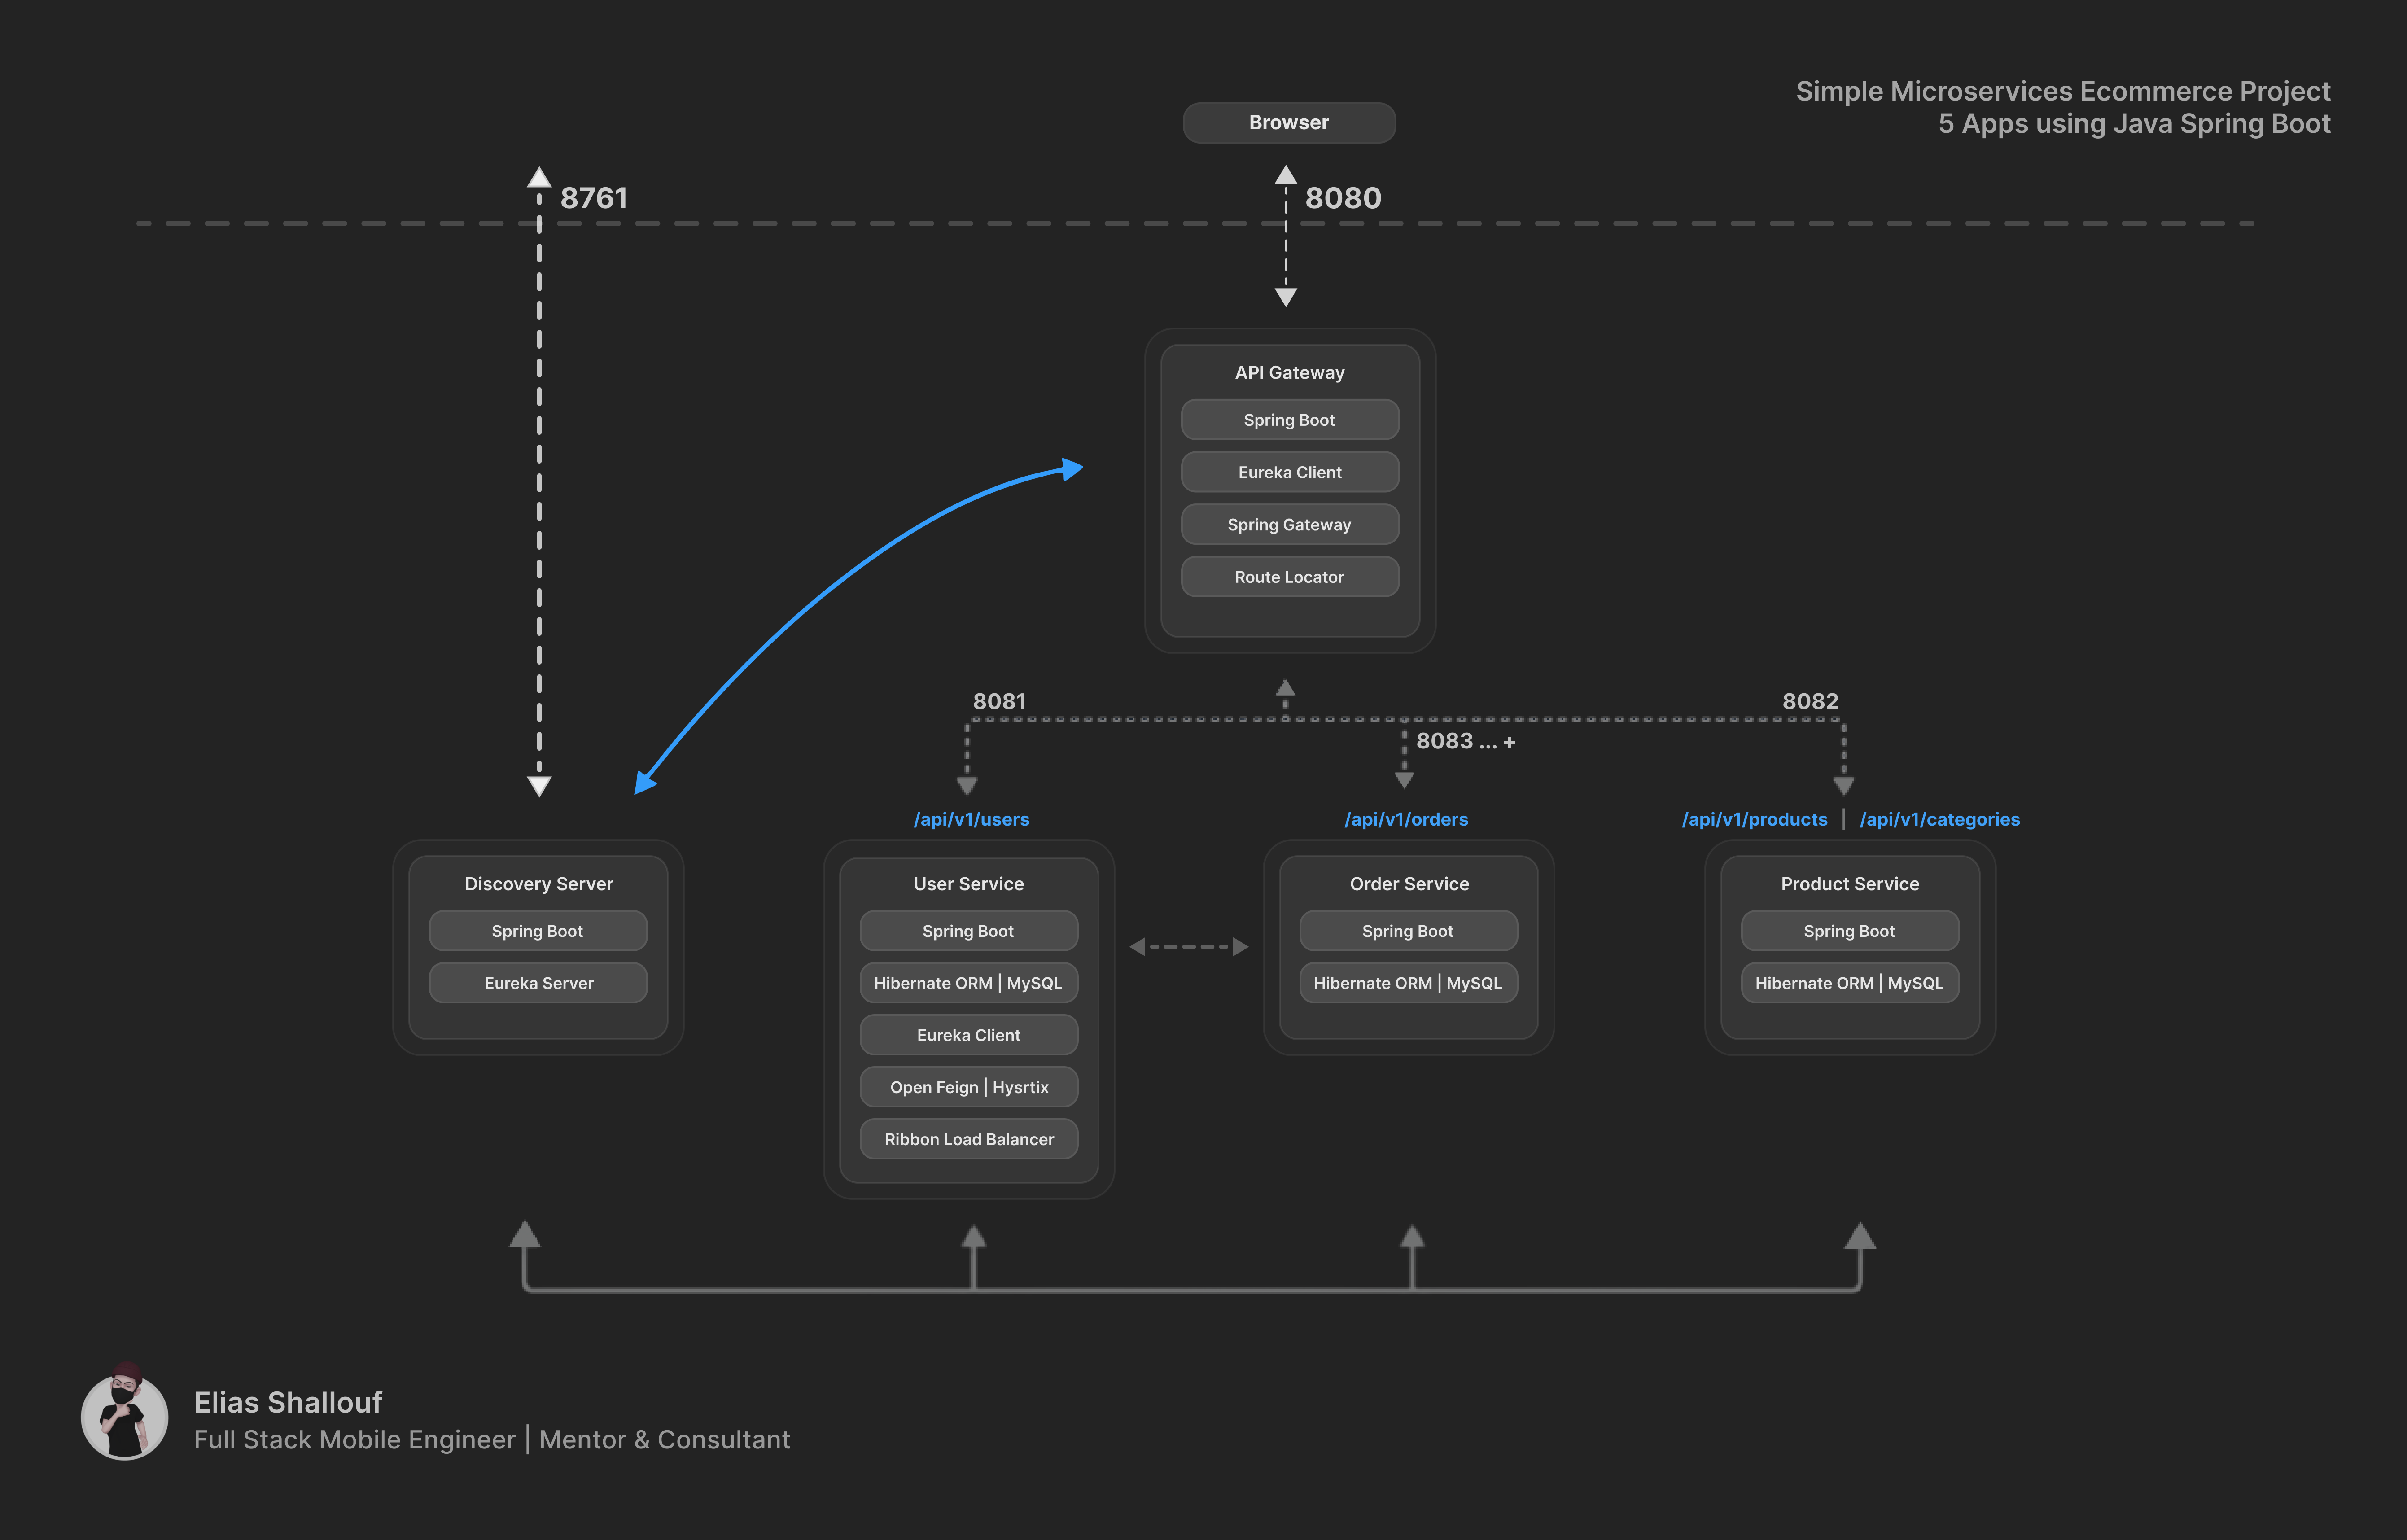 Simple Microservices Ecommerce Project
5 Apps using Java Spring Boot
Browser
8761
8080
API Gateway
Spring Boot
Eureka Client
Spring Gateway
Route Locator
8081
8082
8083 ... +
/api/v1/users
/api/v1/orders
/api/v1/products | /api/v1/categories
Discovery Server
Spring Boot
Eureka Server
User Service
Spring Boot
Hibernate ORM | MySQL
Eureka Client
Open Feign | Hysrtix
Ribbon Load Balancer
Order Service
Spring Boot
Hibernate ORM | MySQL
Product Service
Spring Boot
Hibernate ORM | MySQL
Elias Shallouf
Full Stack Mobile Engineer | Mentor & Consultant